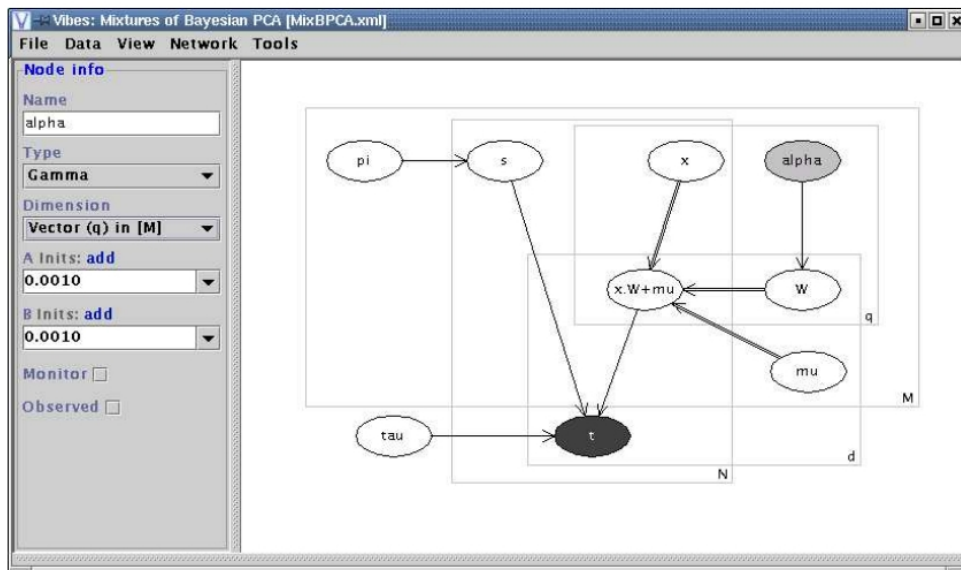 Vibes: Mixtures of Bayesian PCA [MixBPCA.xml]
File Data View Network Tools
Node info
Name
alpha
Type
Gamma
Dimension
Vector (q) in [M]
A Inits: add
0.0010
B Inits: add
0.0010
Monitor
Observed
pi
s
x
alpha
x.W+mu
W
q
mu
M
tau
t
d
N